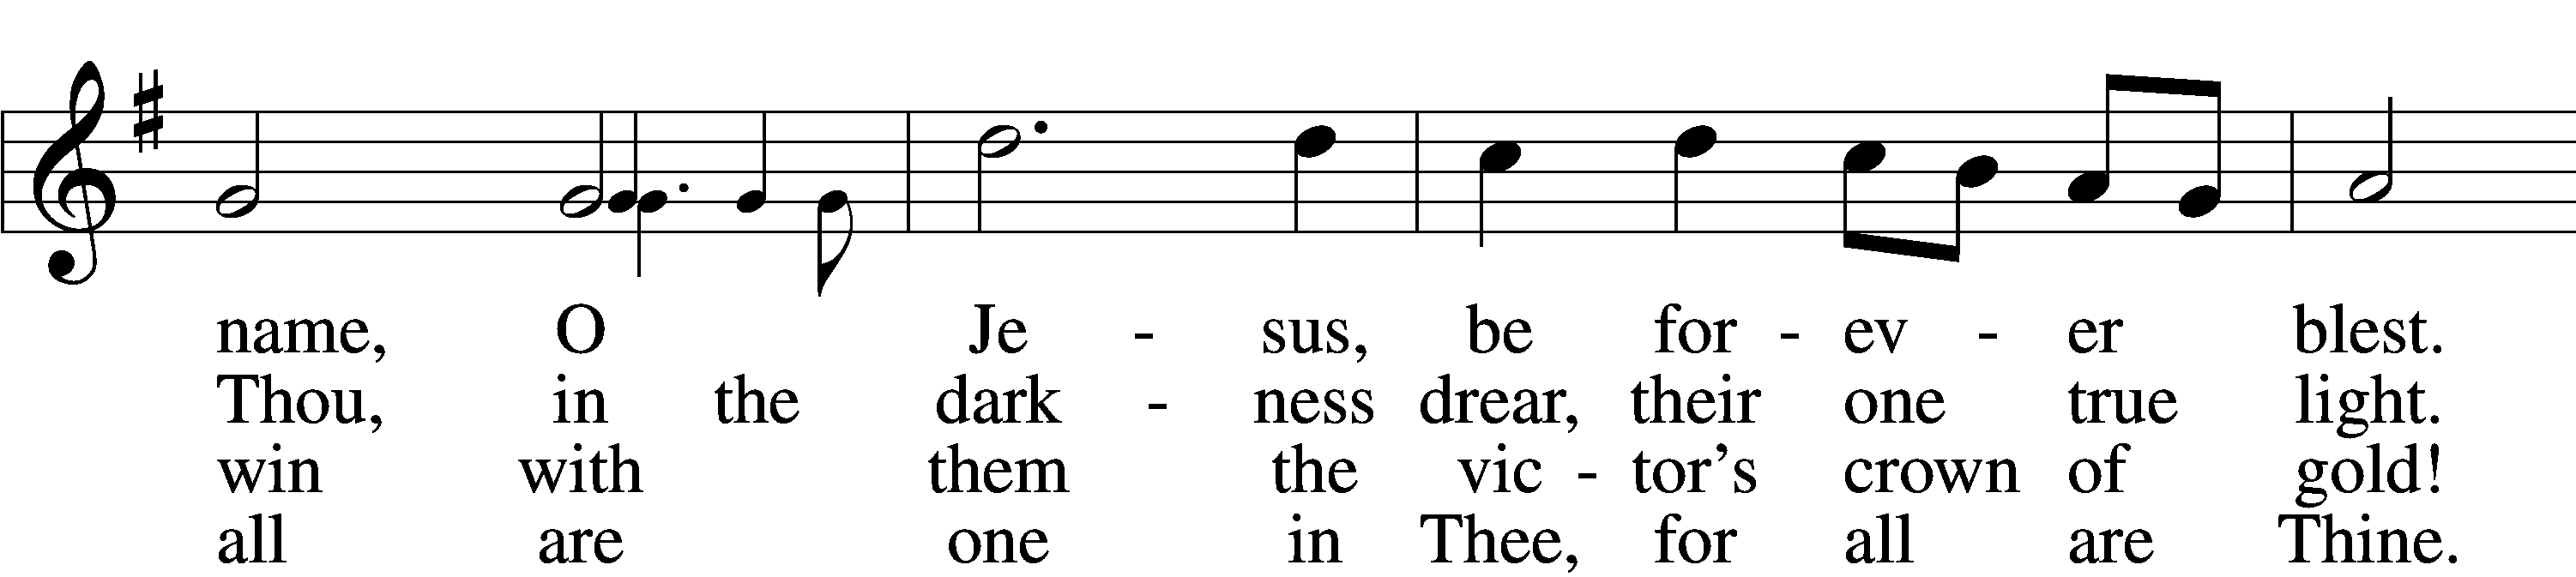 name, O Je - sus, be for - ev - er blest.
Thou, in the dark - ness drear, their one true light.
win with them the vic - tor’s crown of gold!
all are one in Thee, for all are Thine.